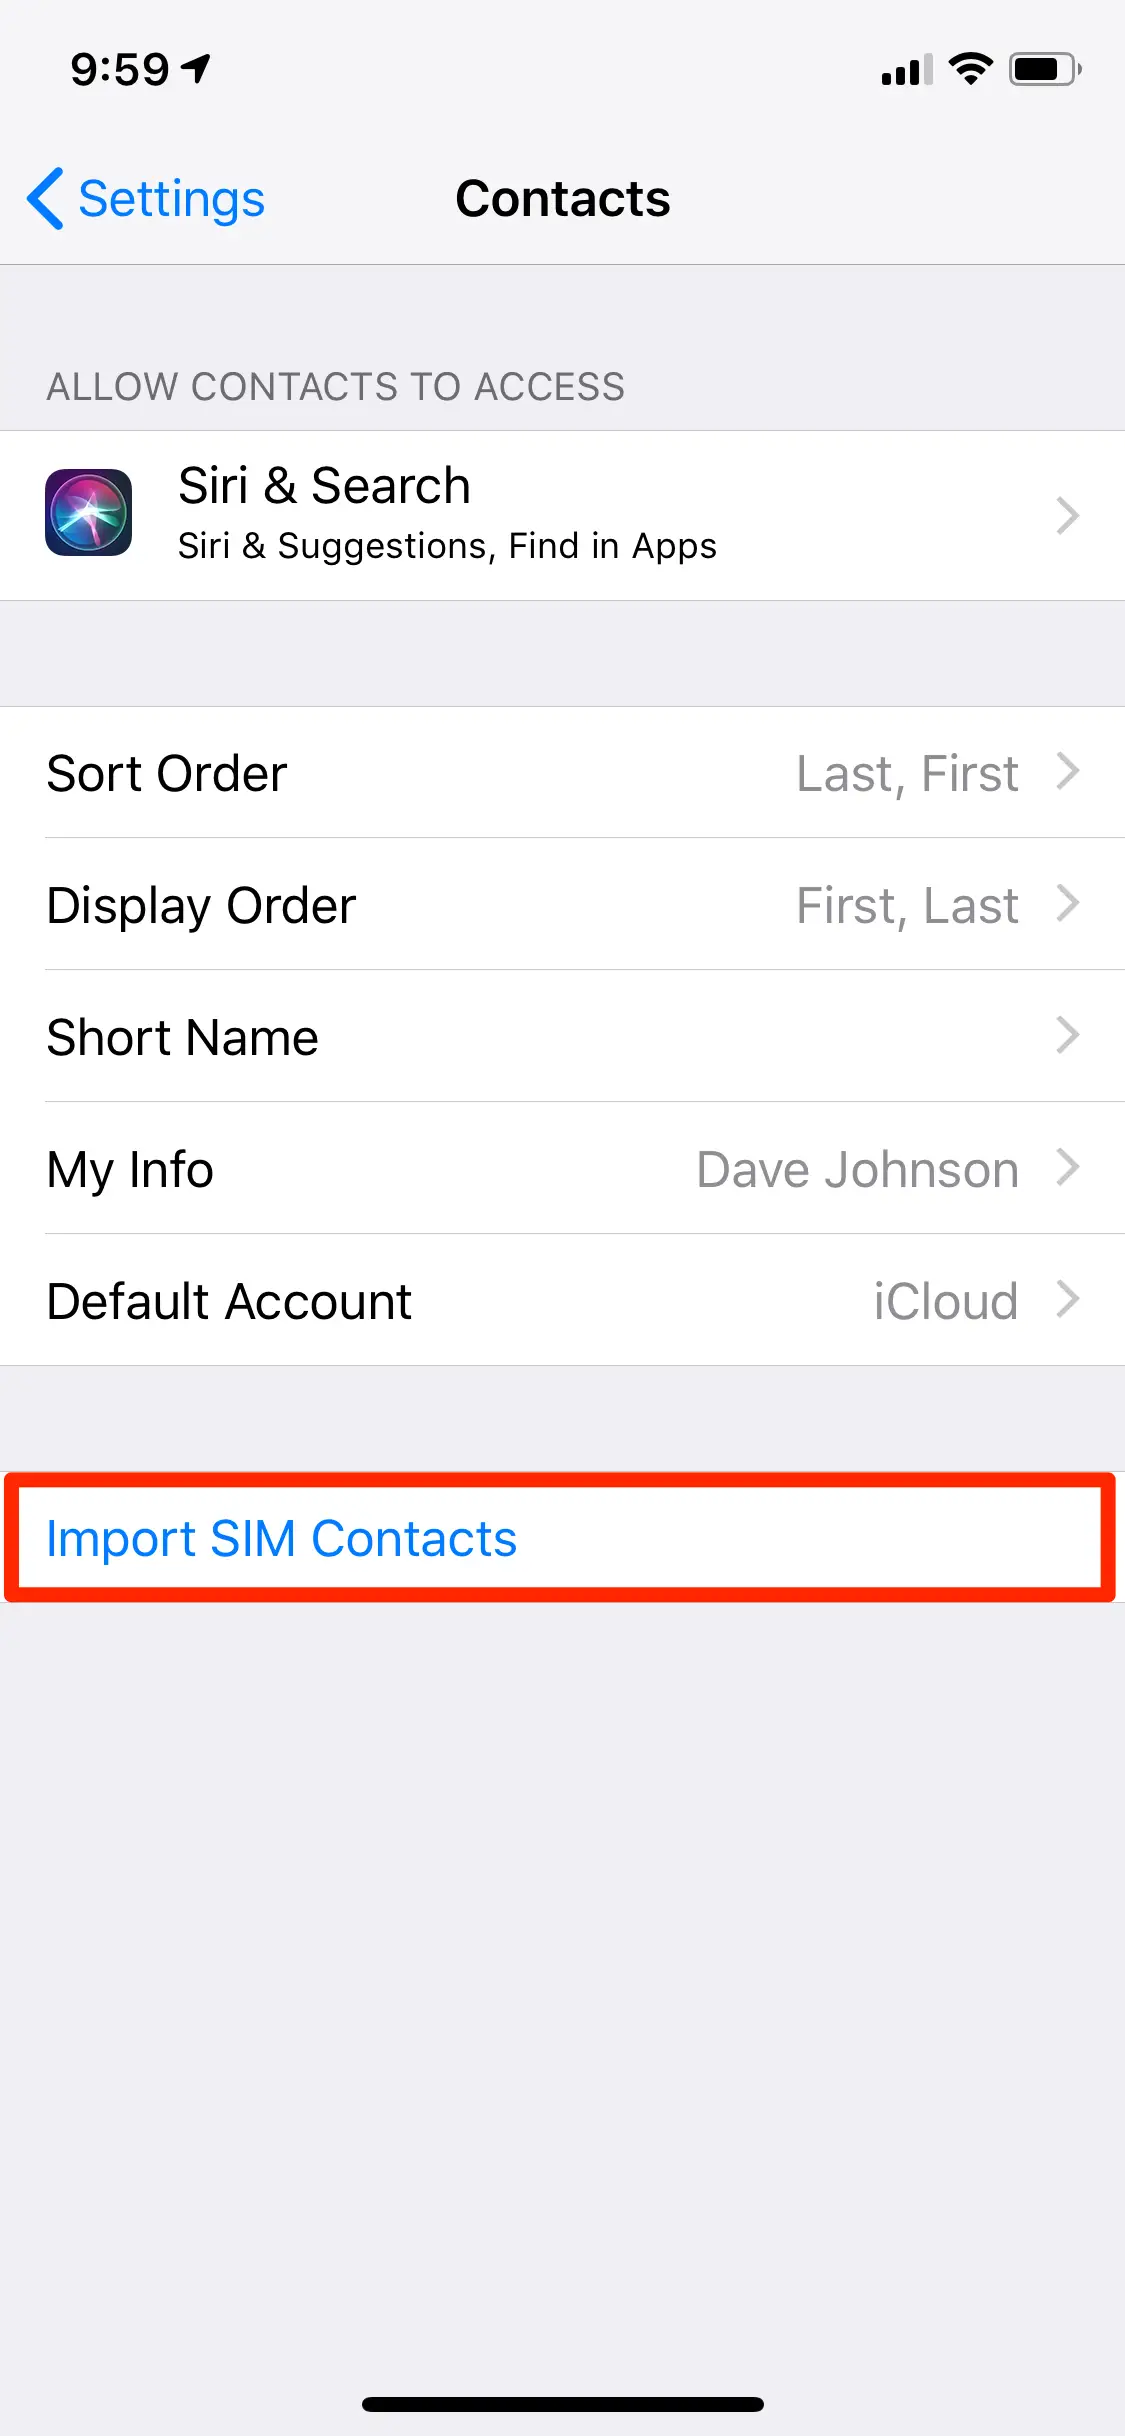 9:59
Settings
Contacts
ALLOW CONTACTS TO ACCESS
Siri & Search
Siri & Suggestions, Find in Apps
Sort Order Last, First
Display Order First, Last
Short Name
My Info Dave Johnson
Default Account iCloud
Import SIM Contacts